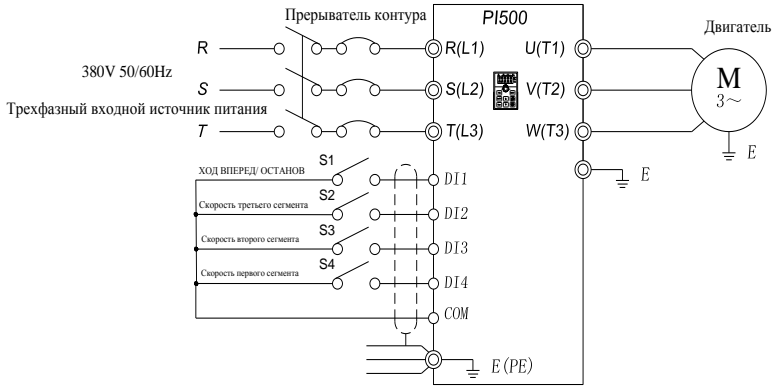 Прерыватель контура
PI500
Двигатель
R
R(L1)
U(T1)
380V 50/60Hz
S
S(L2)
V(T2)
M
3~
Трехфазный входной источник питания
T
T(L3)
W(T3)
E
S1
ХОД ВПЕРЕД/ ОСТАНОВ
DI1
E
S2
Скорость третьего сегмента
DI2
S3
Скорость второго сегмента
DI3
S4
Скорость первого сегмента
DI4
COM
E(PE)